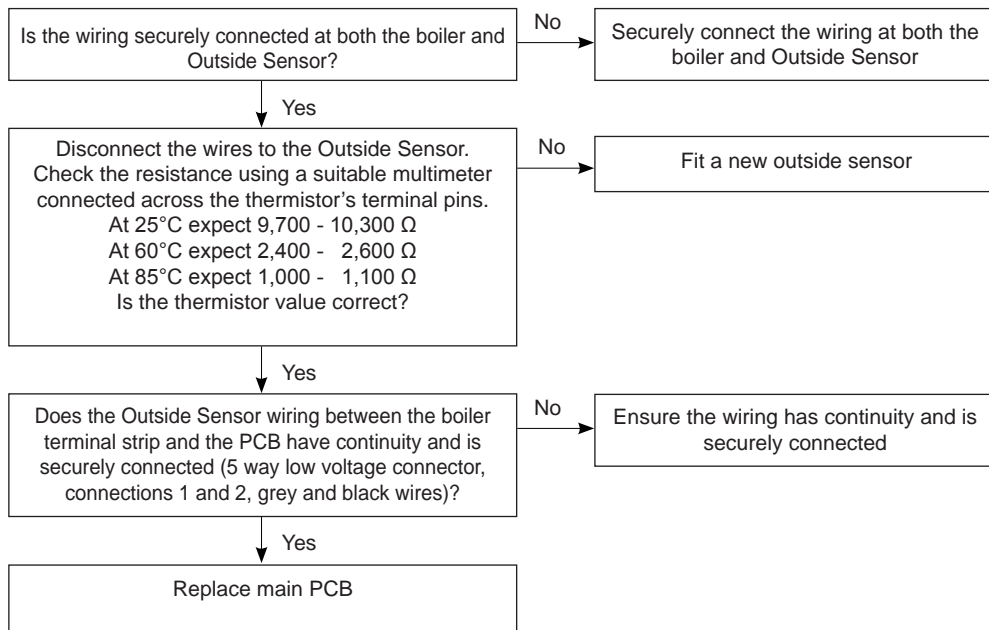 Is the wiring securely connected at both the boiler and
Outside Sensor?
No
Securely connect the wiring at both the
boiler and Outside Sensor
Yes
Disconnect the wires to the Outside Sensor.
Check the resistance using a suitable multimeter
connected across the thermistor’s terminal pins.
At 25°C expect 9,700 - 10,300 Ω
At 60°C expect 2,400 - 2,600 Ω
At 85°C expect 1,000 - 1,100 Ω
Is the thermistor value correct?
No
Fit a new outside sensor
Yes
Does the Outside Sensor wiring between the boiler
terminal strip and the PCB have continuity and is
securely connected (5 way low voltage connector,
connections 1 and 2, grey and black wires)?
No
Ensure the wiring has continuity and is
securely connected
Yes
Replace main PCB